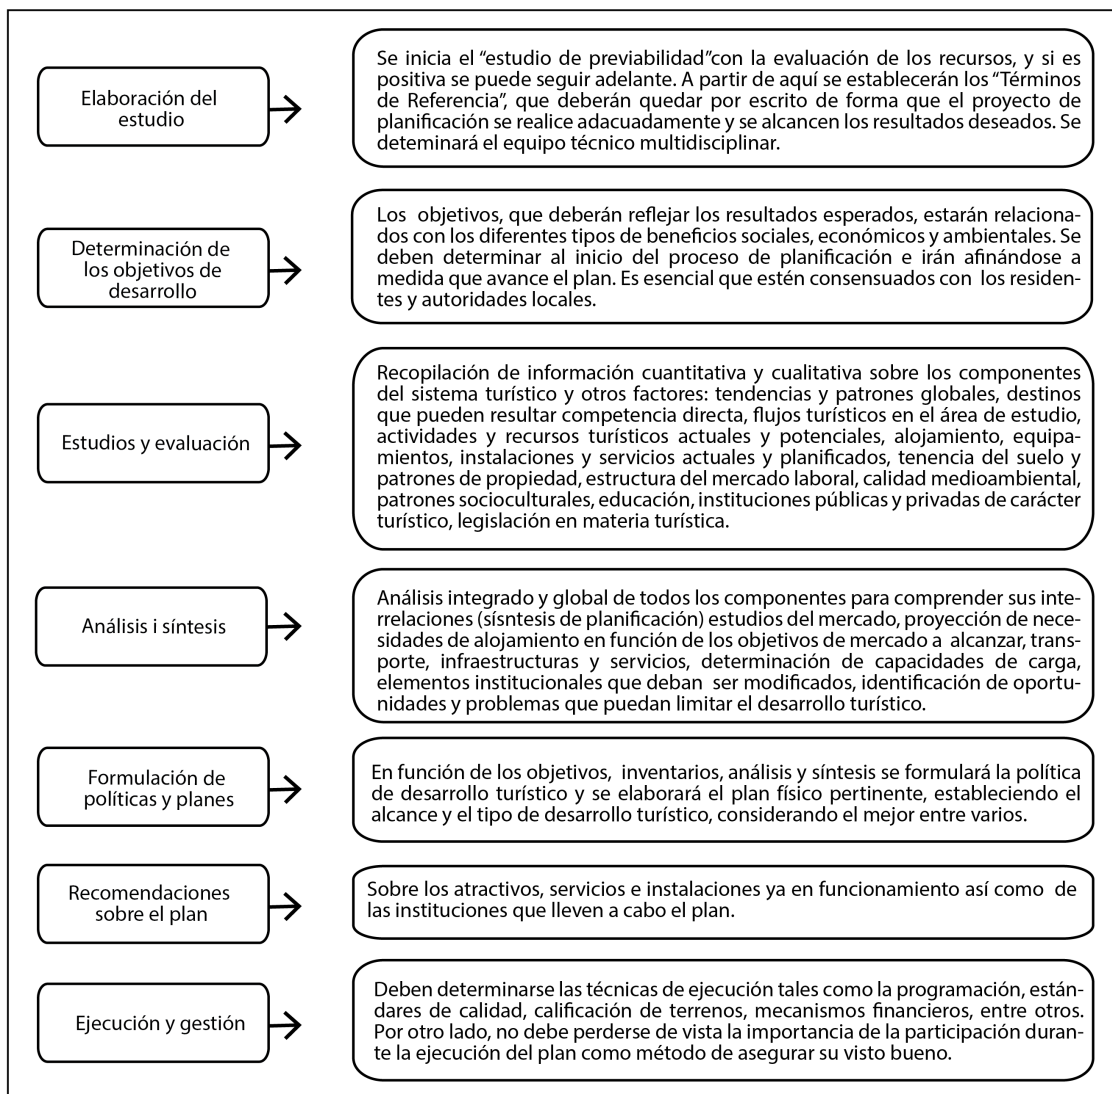 Elaboración del
estudio
Se inicia el “estudio de previabilidad”con la evaluación de los recursos, y si es
positiva se puede seguir adelante. A partir de aquí se establecerán los “Términos
de Referencia”, que deberán quedar por escrito de forma que el proyecto de
planificación se realice adacuadamente y se alcancen los resultados deseados. Se
deteminará el equipo técnico multidisciplinar.
Determinación de
los objetivos de
desarrollo
Los objetivos, que deberán reflejar los resultados esperados, estarán relaciona-
dos con los diferentes tipos de beneficios sociales, económicos y ambientales. Se
deben determinar al inicio del proceso de planificación e irán afinándose a
medida que avance el plan. Es esencial que estén consensuados con los residen-
tes y autoridades locales.
Estudios y evaluación
Recopilación de información cuantitativa y cualitativa sobre los componentes
del sistema turístico y otros factores: tendencias y patrones globales, destinos
que pueden resultar competencia directa, flujos turísticos en el área de estudio,
actividades y recursos turísticos actuales y potenciales, alojamiento, equipa-
mientos, instalaciones y servicios actuales y planificados, tenencia del suelo y
patrones de propiedad, estructura del mercado laboral, calidad medioambiental,
patrones socioculturales, educación, instituciones públicas y privadas de carácter
turístico, legislación en materia turística.
Análisis i síntesis
Análisis integrado y global de todos los componentes para comprender sus inte-
rrelaciones (sísntesis de planificación) estudios del mercado, proyección de nece-
sidades de alojamiento en función de los objetivos de mercado a alcanzar, trans-
porte, infraestructuras y servicios, determinación de capacidades de carga,
elementos institucionales que deban ser modificados, identificación de oportu-
nidades y problemas que puedan limitar el desarrollo turístico.
Formulación de
políticas y planes
En función de los objetivos, inventarios, análisis y síntesis se formulará la política
de desarrollo turístico y se elaborará el plan físico pertinente, estableciendo el
alcance y el tipo de desarrollo turístico, considerando el mejor entre varios.
Recomendaciones
sobre el plan
Sobre los atractivos, servicios e instalaciones ya en funcionamiento así como de
las instituciones que lleven a cabo el plan.
Ejecución y gestión
Deben determinarse las técnicas de ejecución tales como la programación, están-
dares de calidad, calificación de terrenos, mecanismos financieros, entre otros.
Por otro lado, no debe perderse de vista la importancia de la participación duran-
te la ejecución del plan como método de asegurar su visto bueno.